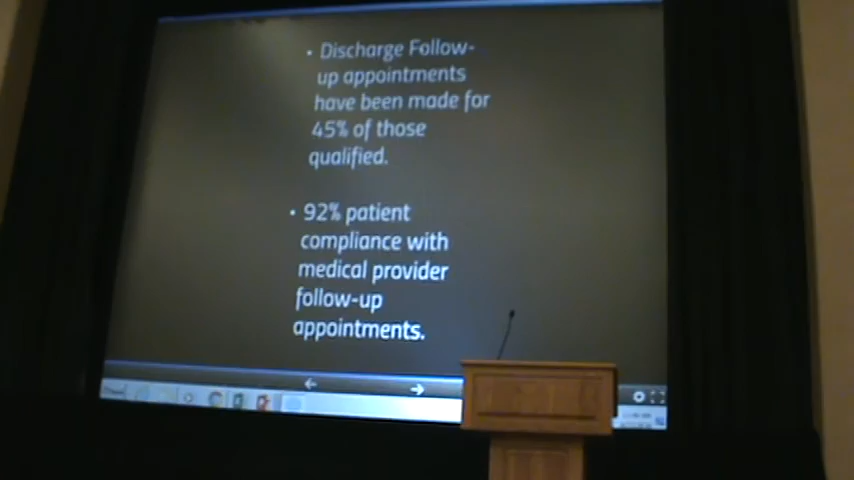 • Discharge Follow-
up appointments
have been made for
45% of those
qualified.
• 92% patient
compliance with
medical provider
follow-up
appointments.